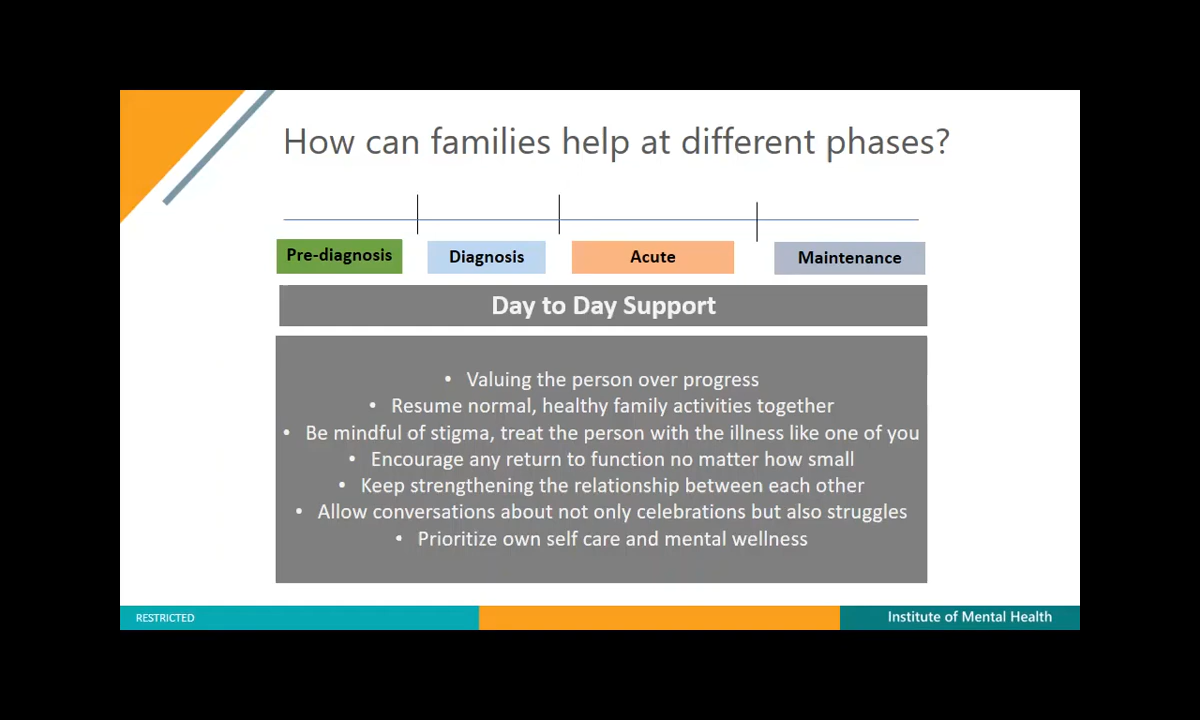 How can families help at different phases?
Pre-diagnosis
Diagnosis
Acute
Maintenance
Day to Day Support
• Valuing the person over progress
• Resume normal, healthy family activities together
• Be mindful of stigma, treat the person with the illness like one of you
• Encourage any return to function no matter how small
• Keep strengthening the relationship between each other
• Allow conversations about not only celebrations but also struggles
• Prioritize own self care and mental wellness
RESTRICTED
Institute of Mental Health